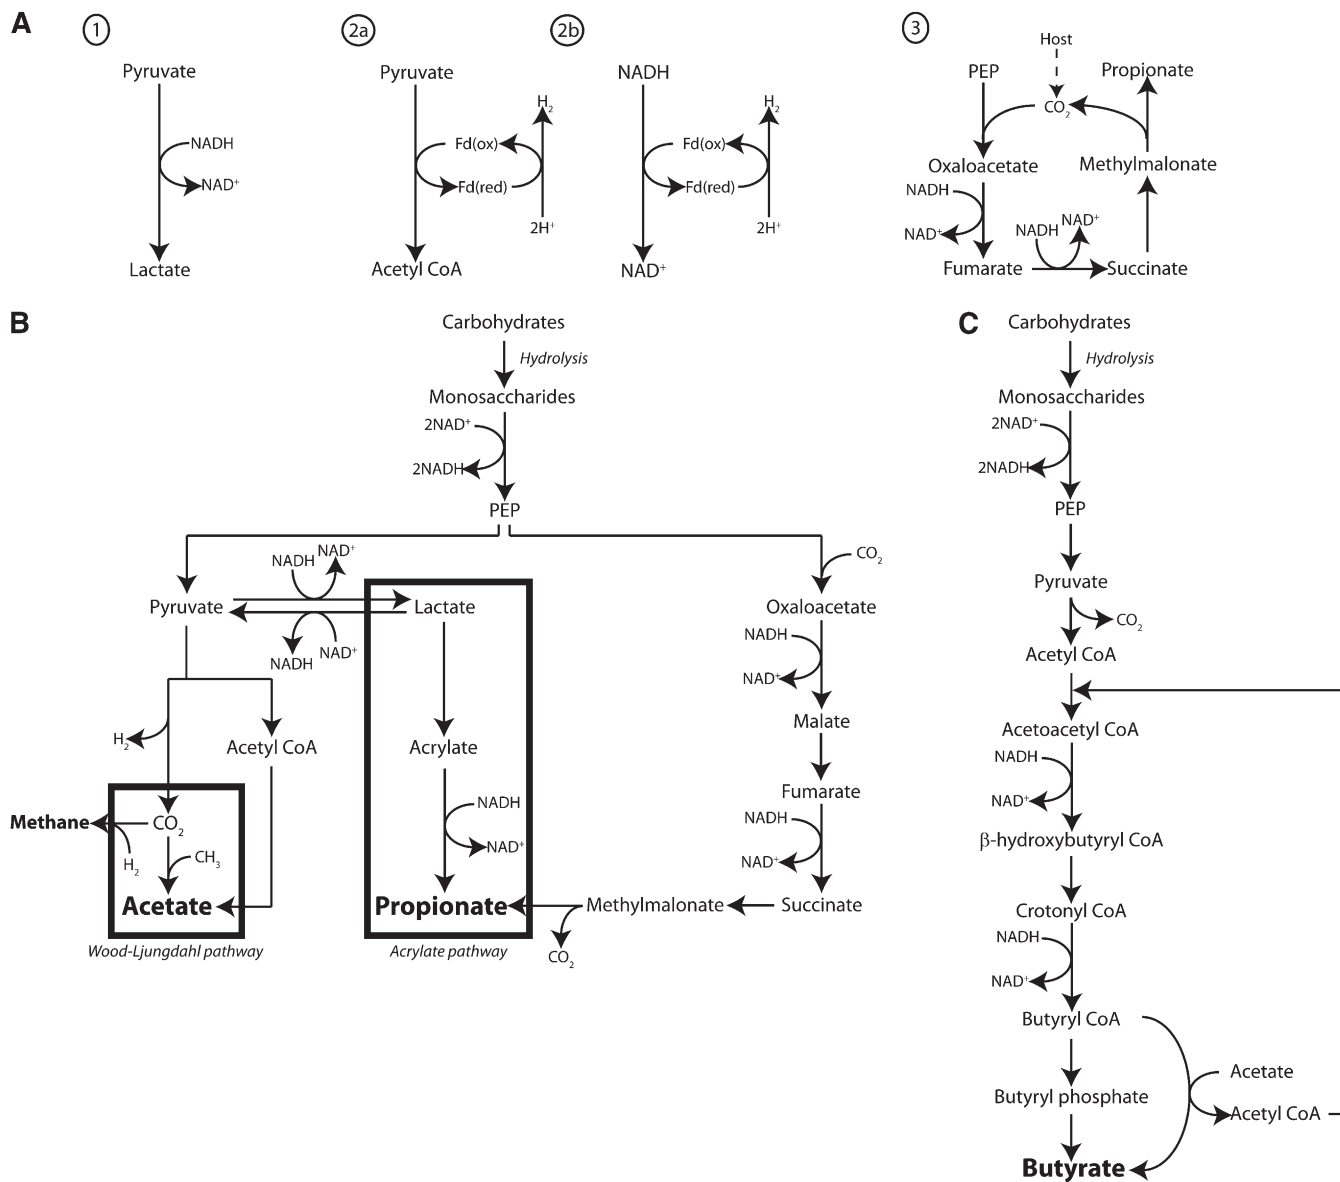 A
1
Pyruvate
NADH
NAD⁺
Lactate
2a
Pyruvate
H₂
Fd(ox)
Fd(red)
2H⁺
Acetyl CoA
2b
NADH
H₂
Fd(ox)
Fd(red)
2H⁺
NAD⁺
3
Host
PEP
CO₂
Propionate
Oxaloacetate
Methylmalonate
NADH
NAD⁺
NADH
NAD⁺
Fumarate
Succinate
B
Carbohydrates
Hydrolysis
Monosaccharides
2NAD⁺
2NADH
PEP
NADH
NAD⁺
CO₂
Pyruvate
Lactate
Oxaloacetate
NADH
NAD⁺
NADH
NAD⁺
H₂
Acetyl CoA
Acrylate
Malate
Fumarate
Methane
CO₂
H₂
CH₃
NADH
NAD⁺
NADH
NAD⁺
Acetate
Propionate
Methylmalonate
Succinate
CO₂
Wood-Ljungdahl pathway
Acrylate pathway
C
Carbohydrates
Hydrolysis
Monosaccharides
2NAD⁺
2NADH
PEP
Pyruvate
CO₂
Acetyl CoA
Acetoacetyl CoA
NADH
NAD⁺
β-hydroxybutyryl CoA
Crotonyl CoA
NADH
NAD⁺
Butyryl CoA
Acetate
Butyryl phosphate
Acetyl CoA
Butyrate